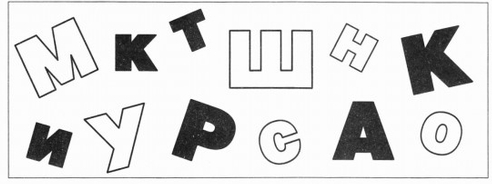 М К Т Ш Н К
И У Р С А О